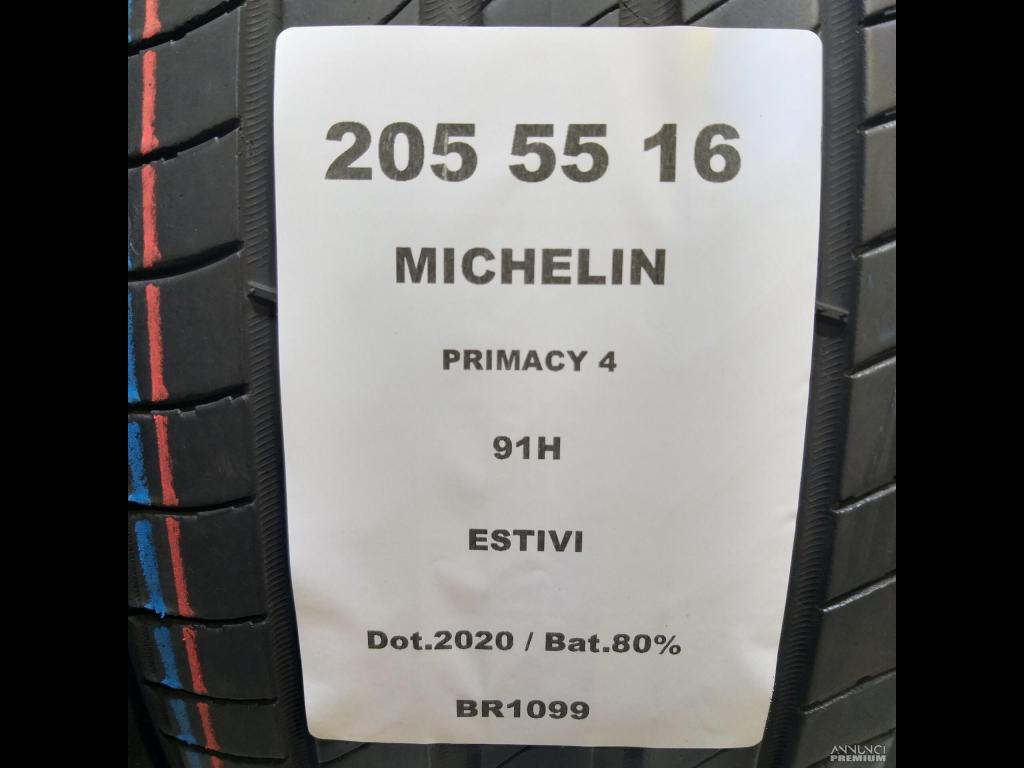 205 55 16
MICHELIN
PRIMACY 4
91H
ESTIVI
Dot.2020 / Bat.80%
BR1099
ANNUNCI
PREMIUM